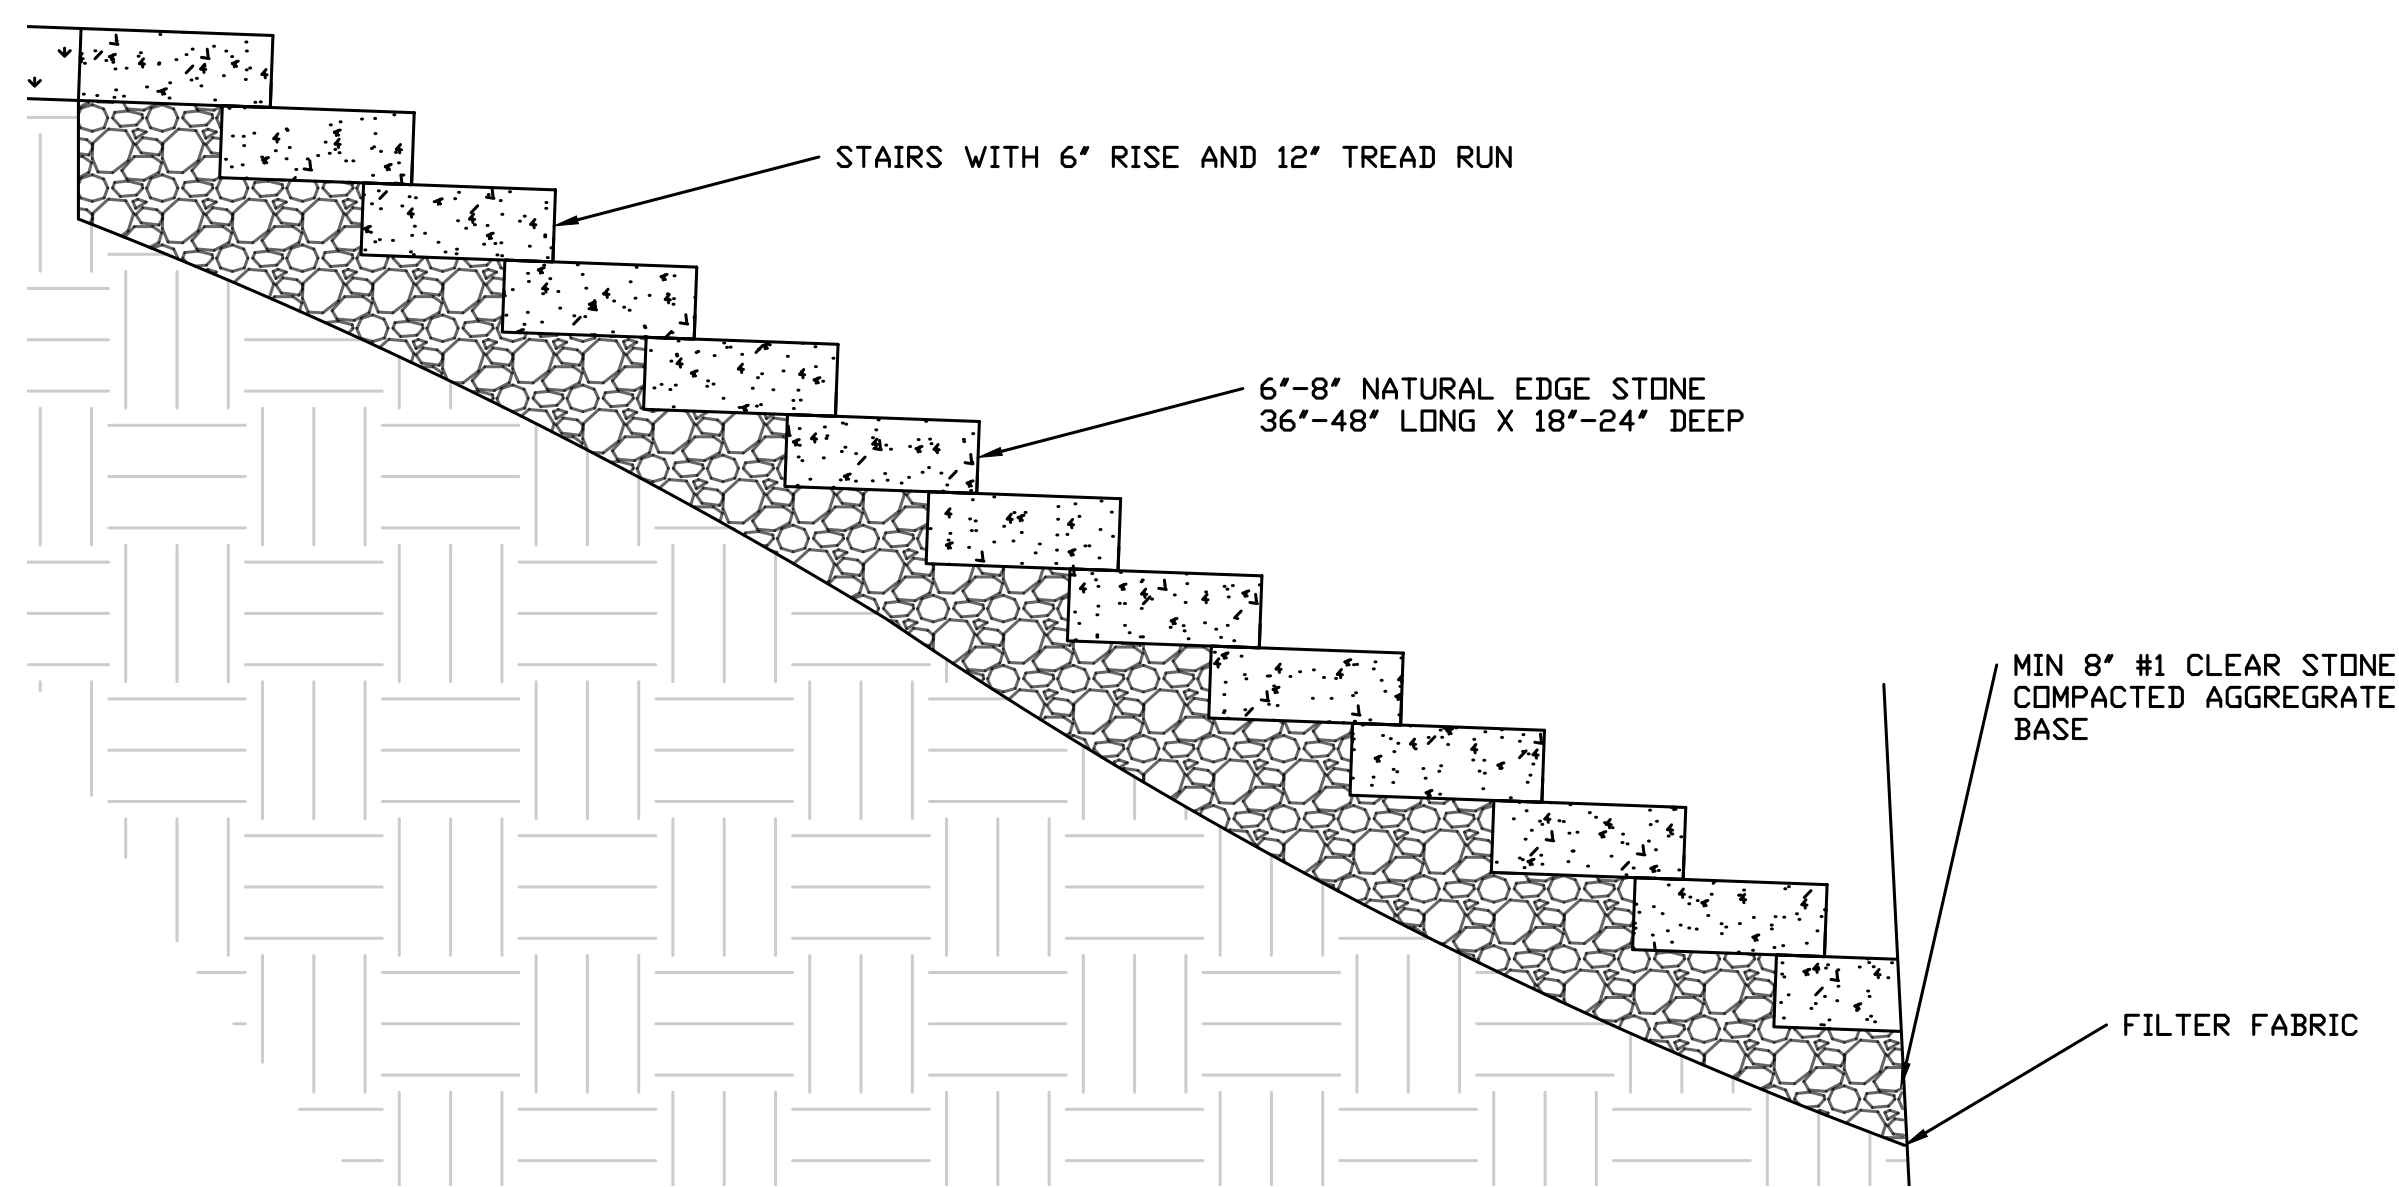 STAIRS WITH 6" RISE AND 12" TREAD RUN
6"-8" NATURAL EDGE STONE
36"-48" LONG X 18"-24" DEEP
MIN 8" #1 CLEAR STONE
COMPACTED AGGREGRATE
BASE
FILTER FABRIC